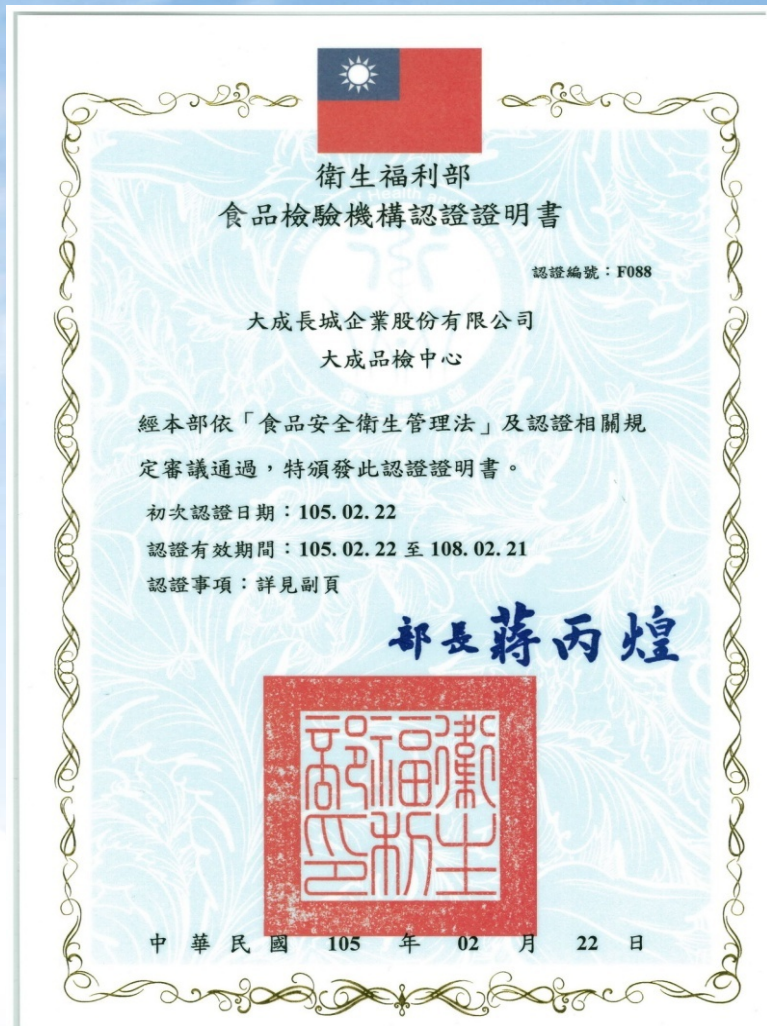 衛生福利部
食品檢驗機構認證證明書
認證編號：F088
大成長城企業股份有限公司
大成品檢中心
經本部依「食品安全衛生管理法」及認證相關規
定審議通過，特頒發此認證證明書。
初次認證日期：105.02.22
認證有效期間：105.02.22 至 108.02.21
認證事項：詳見副頁
部長蔣丙煌
衛生福利部印
中華民國 105 年 02 月 22 日